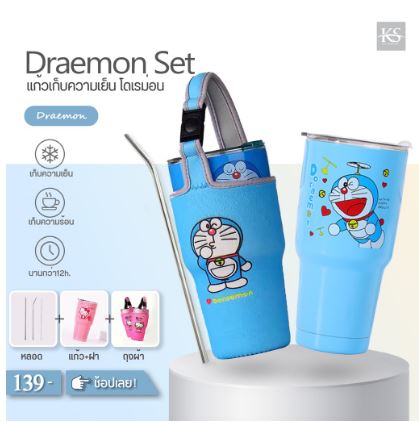 KS
Draemon Set
แก้วเก็บความเย็น โดเรม่อน
Draemon
เก็บความเย็น
เก็บความร้อน
นานกว่า12h.
Doraemon
Doraemon
+
+
หลอด
แก้ว+ฝา
ถุงผ้า
139.-
ช้อปเลย!